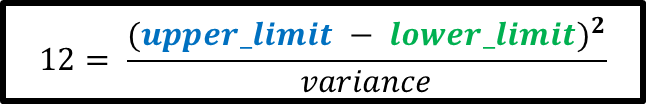 12 = (upper_limit − lower_limit)² / variance